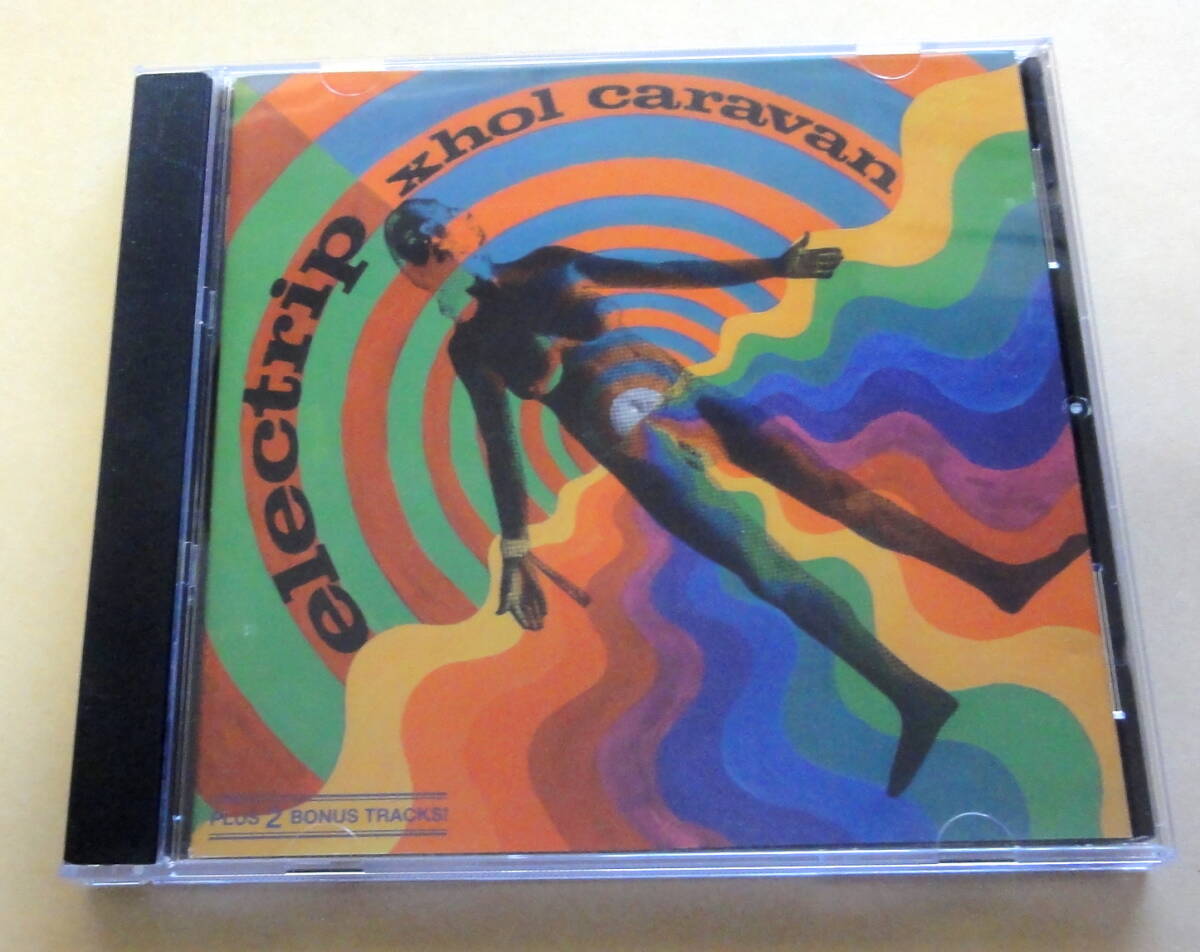 electrip xhol caravan
PLUS 2 BONUS TRACKS!